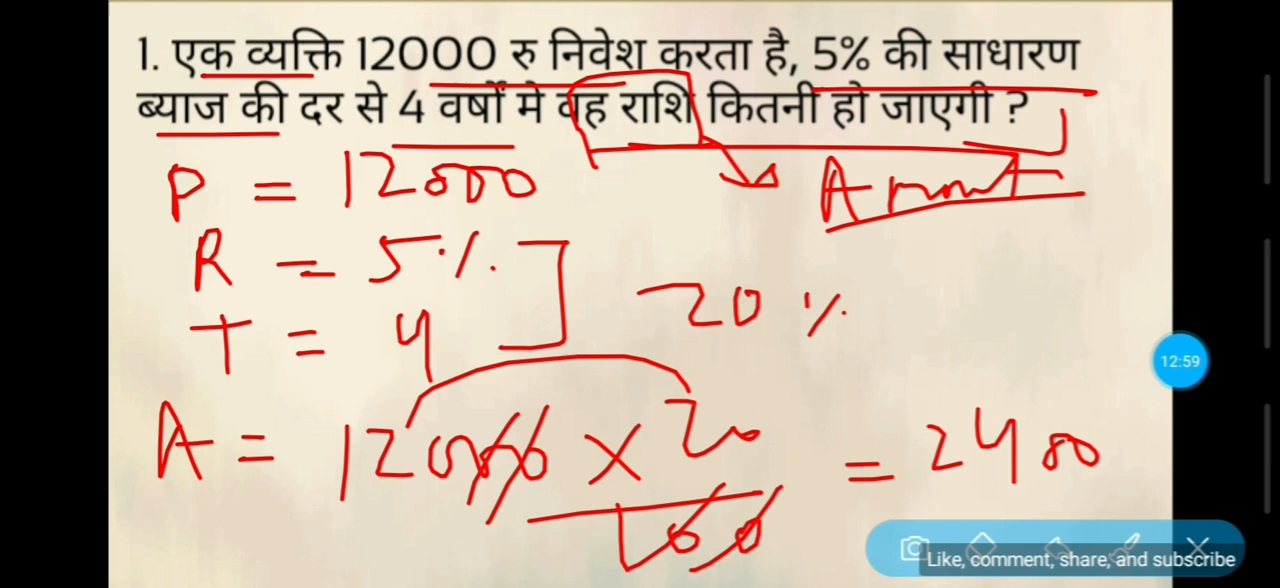 1. एक व्यक्ति 12000 रु निवेश करता है, 5% की साधारण
ब्याज की दर से 4 वर्षों मे वह राशि कितनी हो जाएगी ?
P = 12000
R = 5%
T = 4
20 %
A = 12000 × 20
100
= 2400
12:59
Like, comment, share, and subscribe